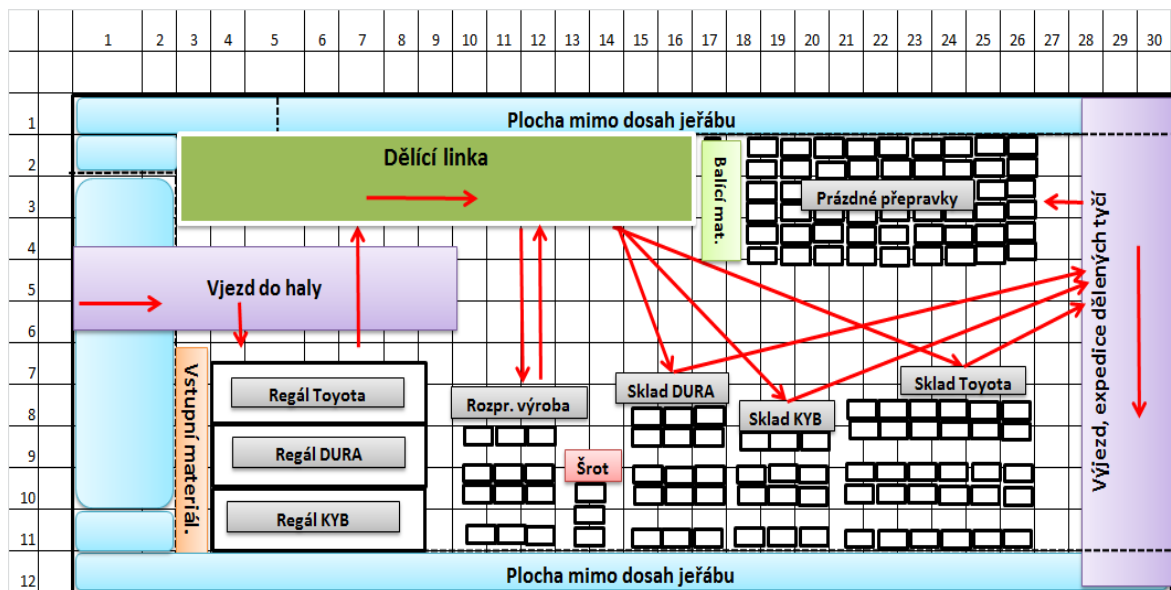 1 2 3 4 5 6 7 8 9 10 11 12 13 14 15 16 17 18 19 20 21 22 23 24 25 26 27 28 29 30
1
Plocha mimo dosah jeřábu
2
Dělící linka
Balící mat.
Prázdné přepravky
3
4
5
Vjezd do haly
6
Výjezd, expedice dělených tyčí
7
Vstupní materiál.
Regál Toyota
Rozpr. výroba
Sklad DURA
Sklad KYB
Sklad Toyota
8
9
Regál DURA
Šrot
10
Regál KYB
11
12
Plocha mimo dosah jeřábu